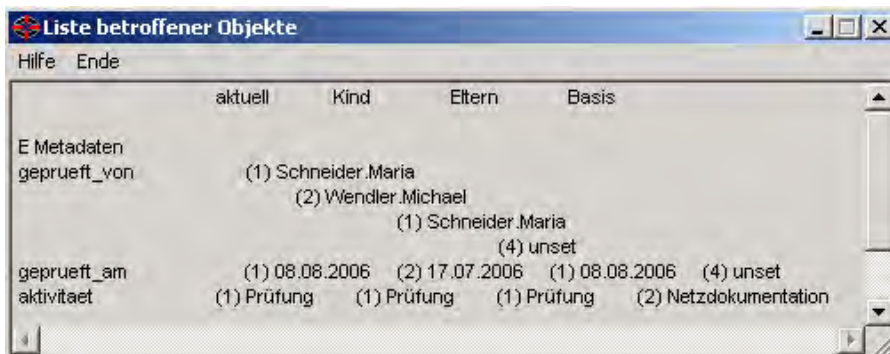 Liste betroffener Objekte
Hilfe Ende
aktuell Kind Eltern Basis
E Metadaten
geprueft_von (1) Schneider.Maria
(2) Wendler.Michael
(1) Schneider.Maria
(4) unset
geprueft_am (1) 08.08.2006 (2) 17.07.2006 (1) 08.08.2006 (4) unset
aktivitaet (1) Prüfung (1) Prüfung (1) Prüfung (2) Netzdokumentation